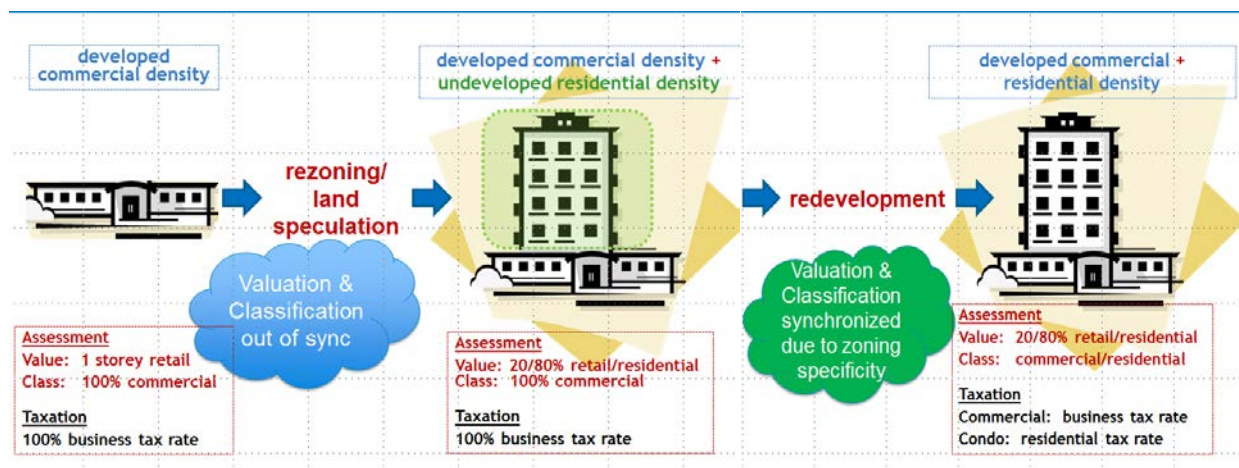 developed
commercial density
rezoning/
land
speculation
Valuation &
Classification
out of sync
Assessment
Value: 1 storey retail
Class: 100% commercial
Taxation
100% business tax rate
developed commercial density +
undeveloped residential density
Assessment
Value: 20/80% retail/residential
Class: 100% commercial
Taxation
100% business tax rate
redevelopment
Valuation &
Classification
synchronized
due to zoning
specificity
developed commercial +
residential density
Assessment
Value: 20/80% retail/residential
Class: commercial/residential
Taxation
Commercial: business tax rate
Condo: residential tax rate